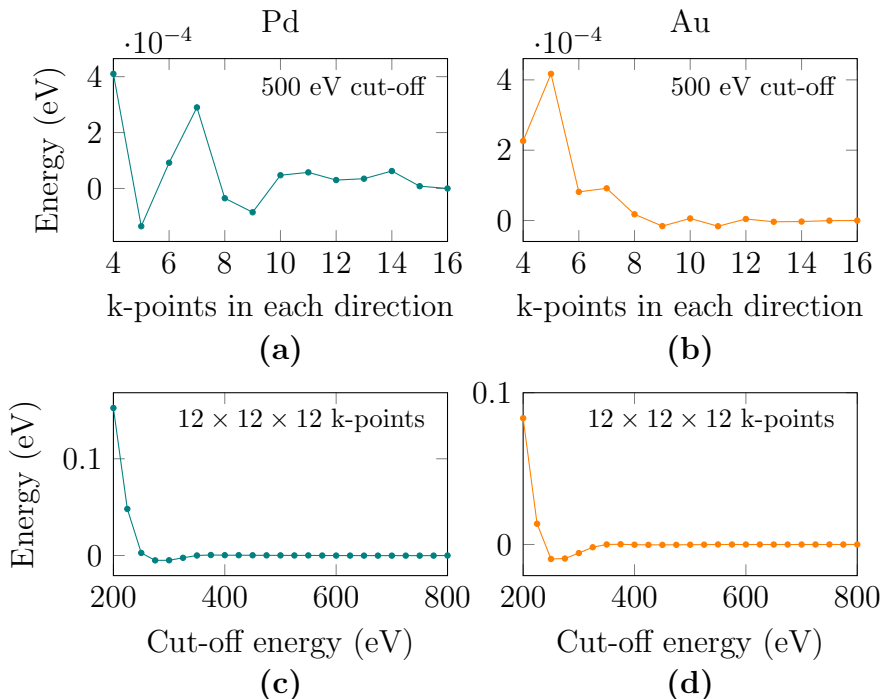 Pd
Au
·10⁻⁴
·10⁻⁴
500 eV cut-off
500 eV cut-off
Energy (eV)
4
2
0
4
2
0
4 6 8 10 12 14 16
4 6 8 10 12 14 16
k-points in each direction
k-points in each direction
(a)
(b)
12 × 12 × 12 k-points
12 × 12 × 12 k-points
Energy (eV)
0.1
0
0.1
0
200 400 600 800
200 400 600 800
Cut-off energy (eV)
Cut-off energy (eV)
(c)
(d)